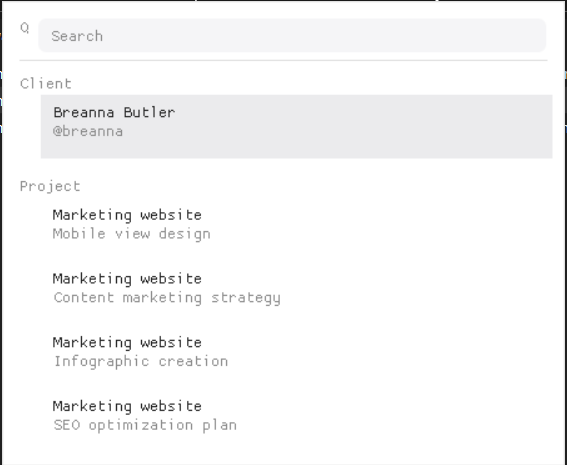 Search
Client
Breanna Butler
@breanna
Project
Marketing website
Mobile view design
Marketing website
Content marketing strategy
Marketing website
Infographic creation
Marketing website
SEO optimization plan